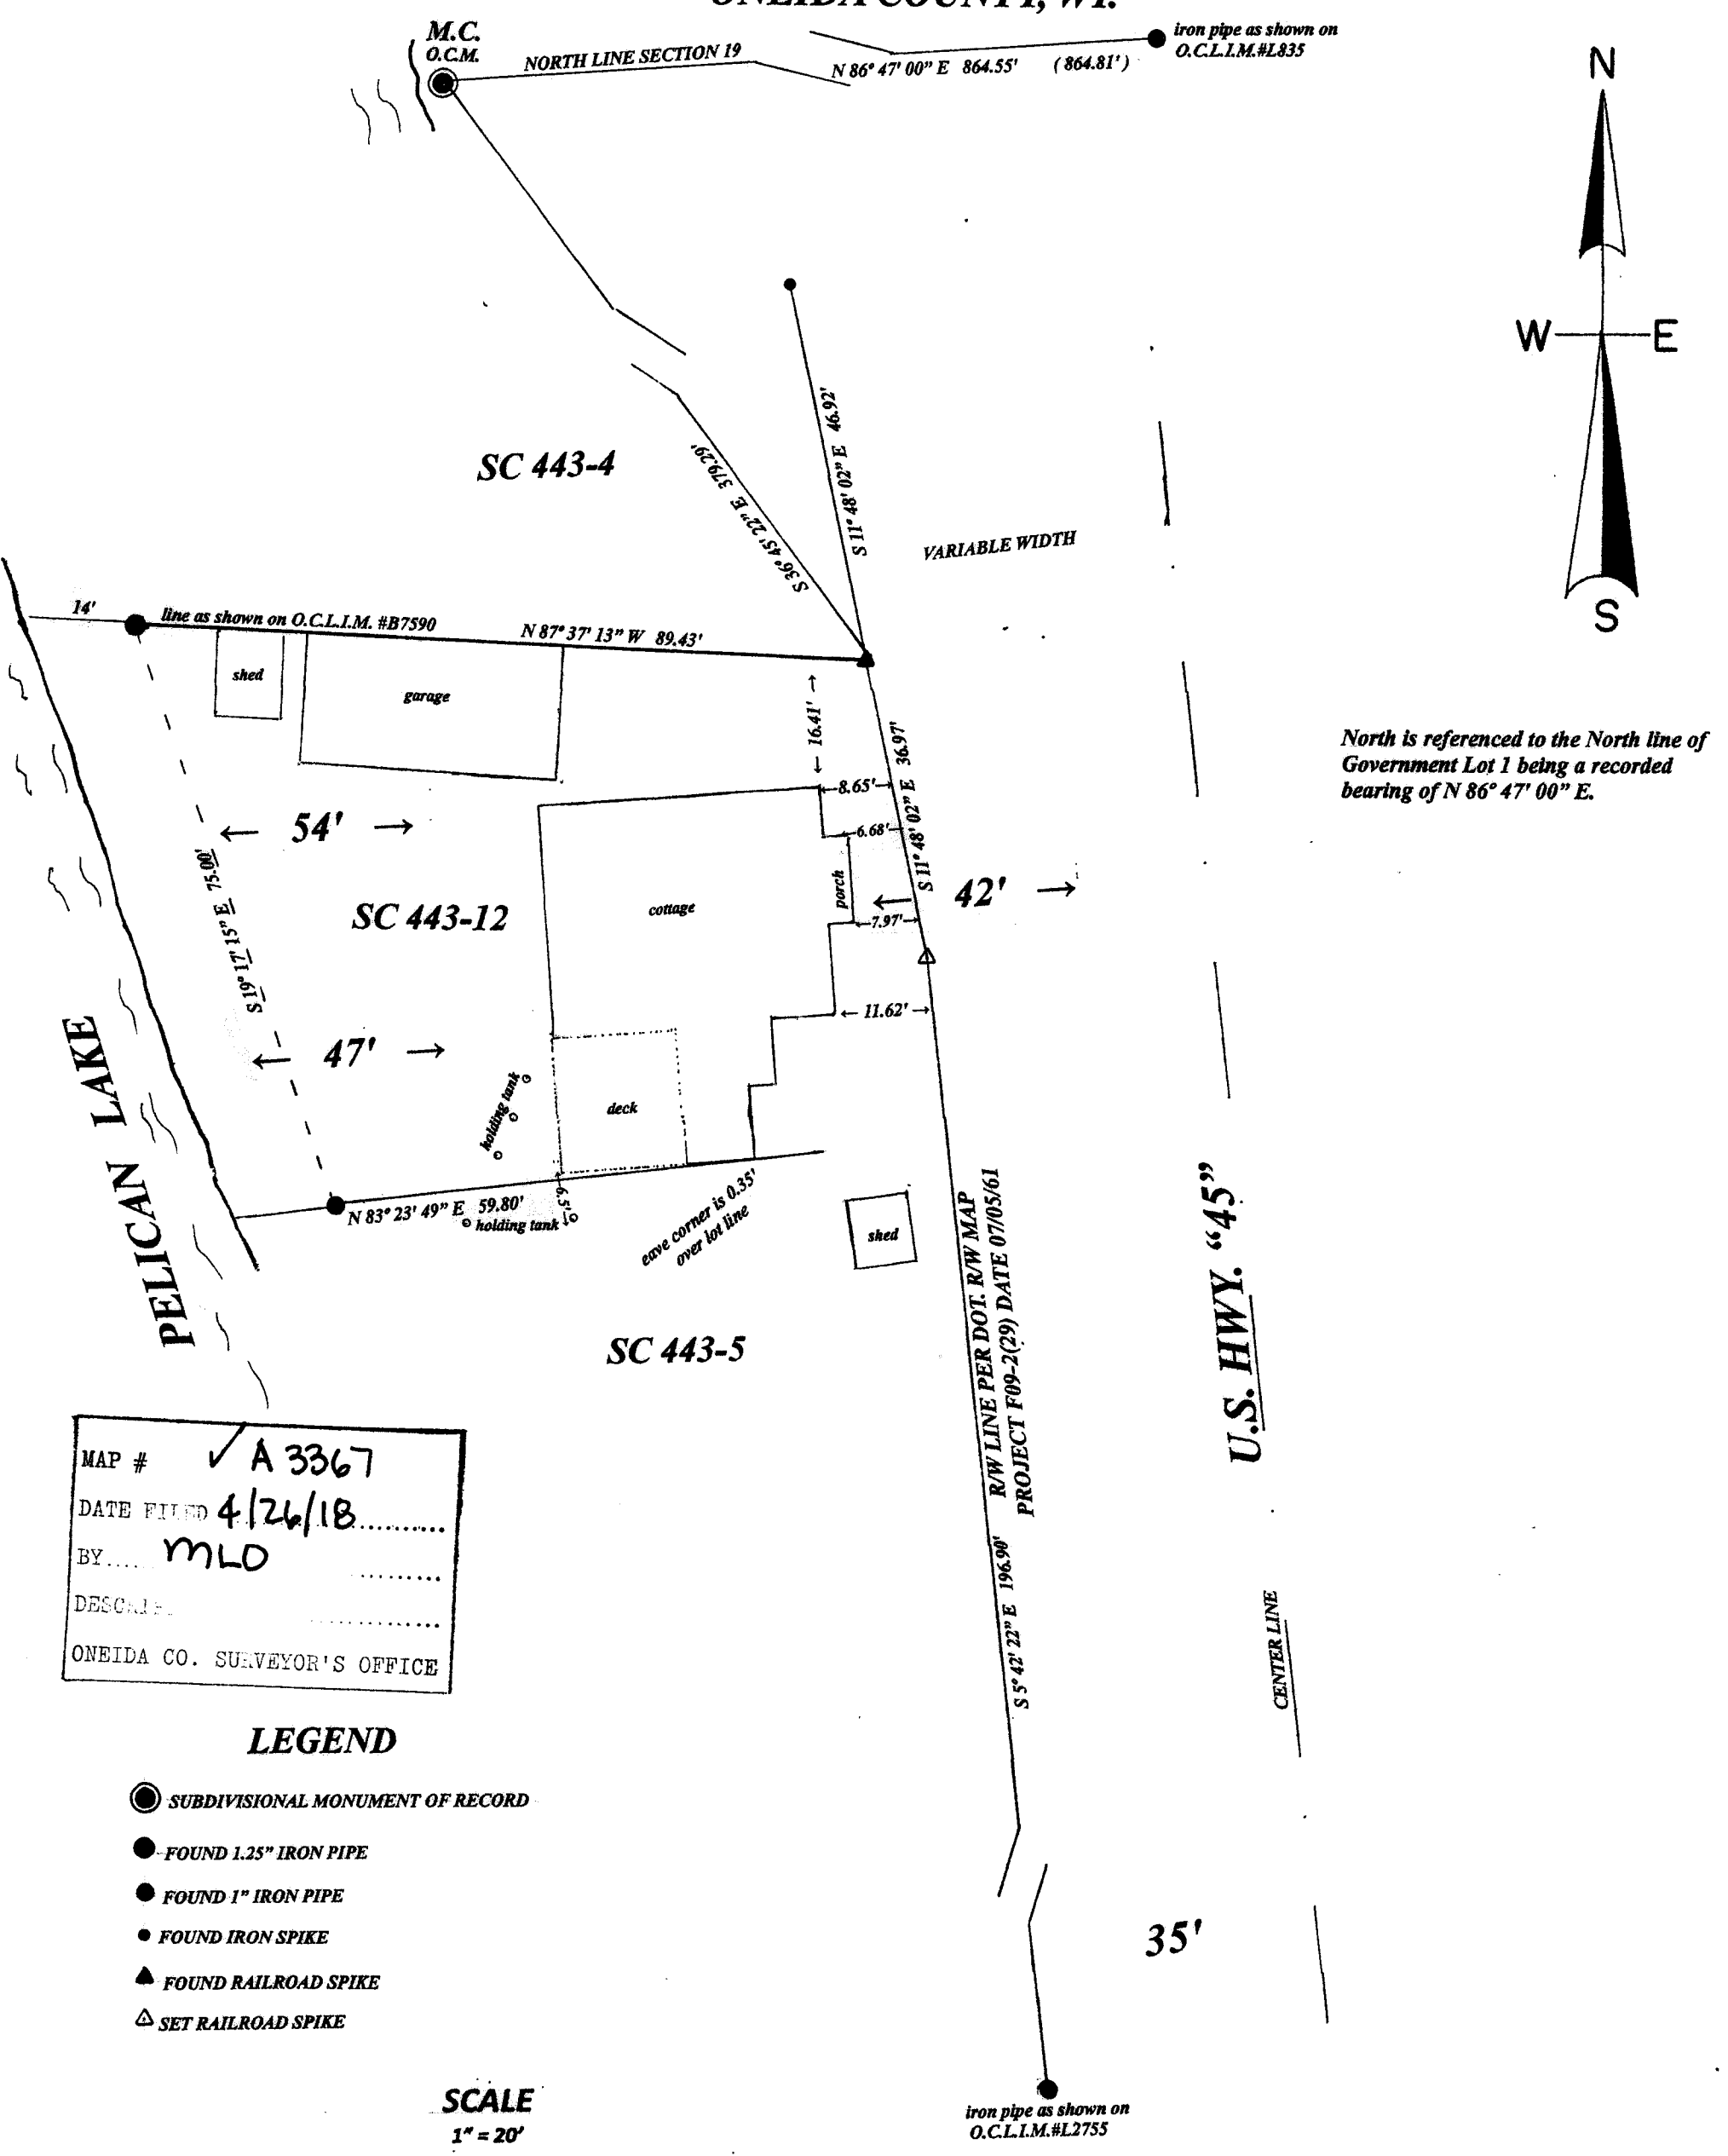 ONEIDA COUNTY, WI.
M.C.
O.C.M.
NORTH LINE SECTION 19
N 86° 47' 00" E 864.55' (864.81')
iron pipe as shown on
O.C.L.I.M.#L835
N
W E
S
S 11° 48' 02" E 46.92'
S 36° 45' 22" E 379.29'
SC 443-4
VARIABLE WIDTH
14'
line as shown on O.C.L.I.M. #B7590
N 87° 37' 13" W 89.43'
shed
garage
16.41'
S 11° 48' 02" E 36.97'
North is referenced to the North line of
Government Lot 1 being a recorded
bearing of N 86° 47' 00" E.
8.65'
6.68'
54'
S 19° 17' 15" E 75.00'
SC 443-12
cottage
porch
42'
7.97'
11.62'
47'
holding tank
deck
PELICAN LAKE
N 83° 23' 49" E 59.80'
6.5'
holding tank
eave corner is 0.35'
over lot line
shed
R/W LINE PER DOT. R/W MAP
PROJECT F09-2(29) DATE 07/05/61
U.S. HWY. "45"
SC 443-5
MAP # ✓ A 3367
DATE FILED 4/26/18
BY..... MLD
ONEIDA CO. SURVEYOR'S OFFICE
S 5° 42' 22" E 196.90'
CENTER LINE
LEGEND
SUBDIVISIONAL MONUMENT OF RECORD
FOUND 1.25" IRON PIPE
FOUND 1" IRON PIPE
FOUND IRON SPIKE
FOUND RAILROAD SPIKE
SET RAILROAD SPIKE
35'
SCALE
1" = 20'
iron pipe as shown on
O.C.L.I.M.#L2755